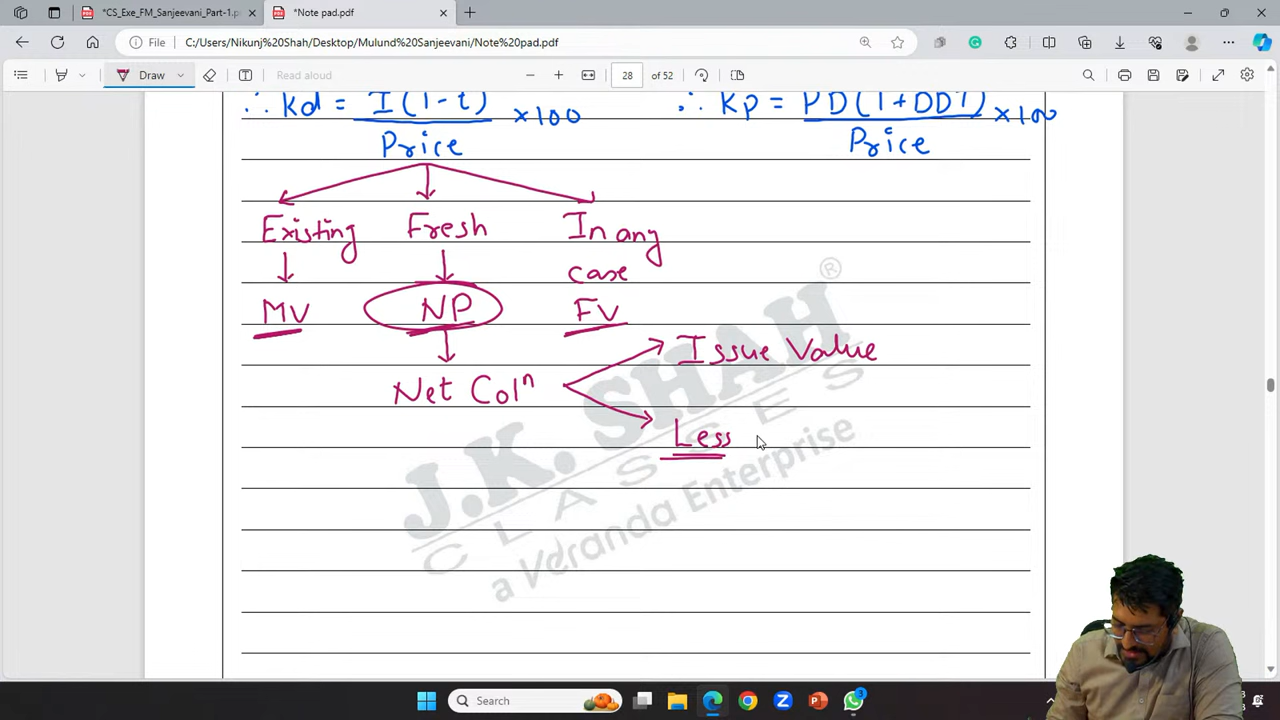 *CS_Exe_FM_Sanjeevani_Part-1.p
*Note pad.pdf
File
C:/Users/Nikunj%20Shah/Desktop/Mulund%20Sanjeevani/Note%20pad.pdf
Draw
Read aloud
28 of 52
∴ Kd = I(1-t) / Price ×100
∴ Kp = PD(1+DDT) / Price ×100
Existing Fresh In any
case
MV NP FV
Issue Value
Net Colⁿ
Less
J.K. SHAH ®
CLASSES
a Veranda Enterprise
Search
3